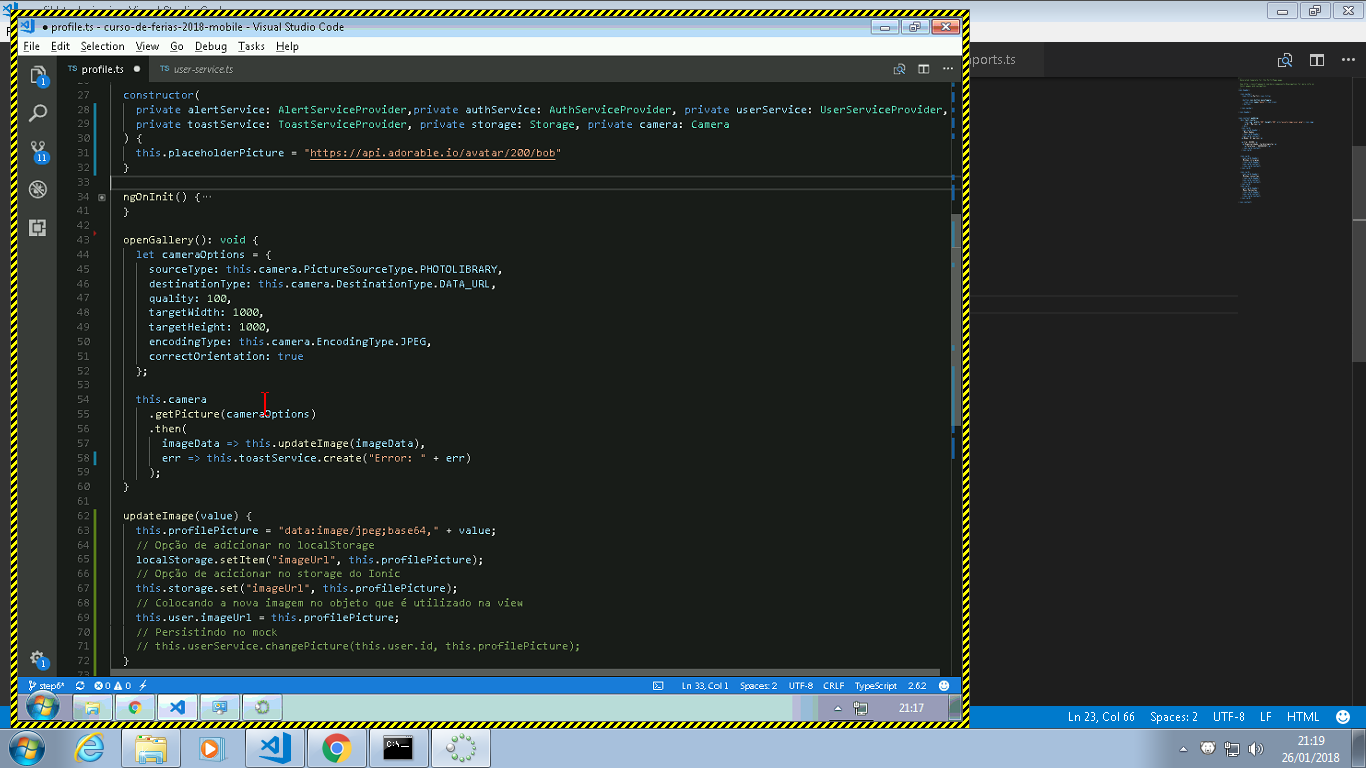 ● profile.ts - curso-de-ferias-2018-mobile - Visual Studio Code
File Edit Selection View Go Debug Tasks Help
TS profile.ts ●
TS user-service.ts
ports.ts
27 constructor(
28 private alertService: AlertServiceProvider,private authService: AuthServiceProvider, private userService: UserServiceProvider,
29 private toastService: ToastServiceProvider, private storage: Storage, private camera: Camera
30 ) {
31 this.placeholderPicture = "https://api.adorable.io/avatar/200/bob"
32 }
33
34 ngOnInit() {···
41 }
42
43 openGallery(): void {
44 let cameraOptions = {
45 sourceType: this.camera.PictureSourceType.PHOTOLIBRARY,
46 destinationType: this.camera.DestinationType.DATA_URL,
47 quality: 100,
48 targetWidth: 1000,
49 targetHeight: 1000,
50 encodingType: this.camera.EncodingType.JPEG,
51 correctOrientation: true
52 };
53
54 this.camera
55 .getPicture(cameraOptions)
56 .then(
57 imageData => this.updateImage(imageData),
58 err => this.toastService.create("Error: " + err)
59 );
60 }
61
62 updateImage(value) {
63 this.profilePicture = "data:image/jpeg;base64," + value;
64 // Opção de adicionar no localStorage
65 localStorage.setItem("imageUrl", this.profilePicture);
66 // Opção de acicionar no storage do Ionic
67 this.storage.set("imageUrl", this.profilePicture);
68 // Colocando a nova imagem no objeto que é utilizado na view
69 this.user.imageUrl = this.profilePicture;
70 // Persistindo no mock
71 // this.userService.changePicture(this.user.id, this.profilePicture);
72 }
1
11
1
step6* 0 0 Ln 33, Col 1 Spaces: 2 UTF-8 CRLF TypeScript 2.6.2
21:17
Ln 23, Col 66 Spaces: 2 UTF-8 LF HTML
C:\_
21:19
26/01/2018